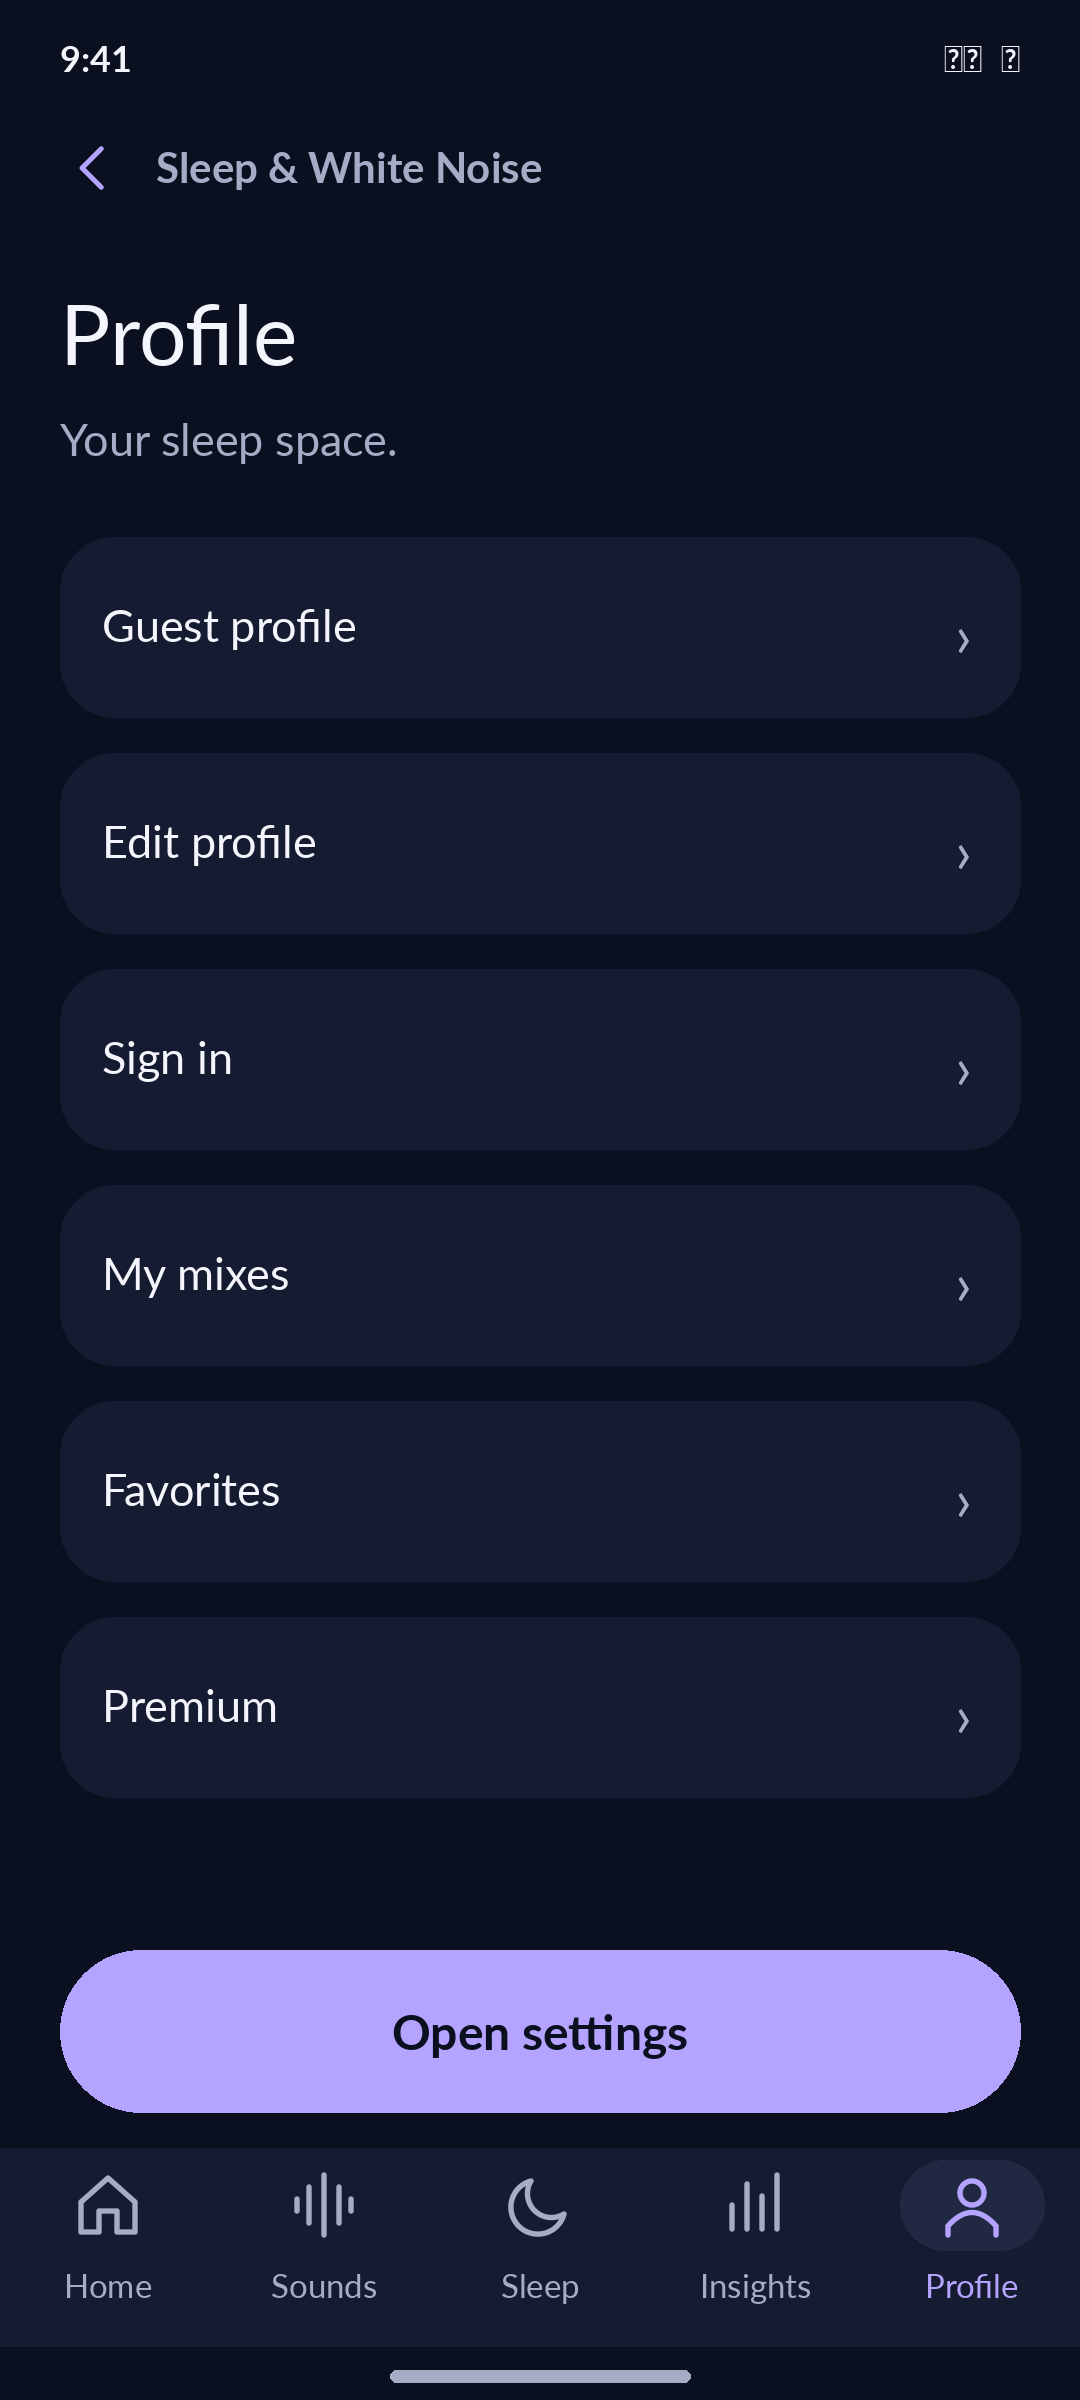 9:41
Sleep & White Noise
Profile
Your sleep space.
Guest profile
Edit profile
Sign in
My mixes
Favorites
Premium
Open settings
Home
Sounds
Sleep
Insights
Profile